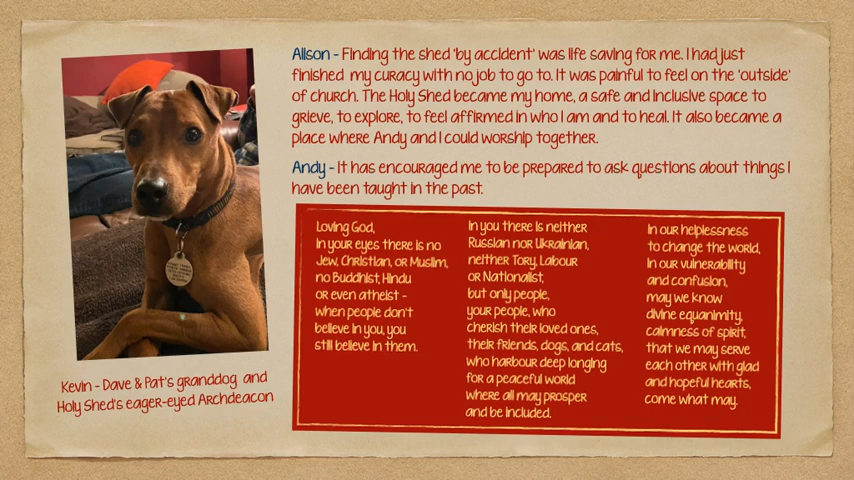 Alison - Finding the shed 'by accident' was life saving for me. I had just
finished my curacy with no job to go to. It was painful to feel on the 'outside'
of church. The Holy Shed became my home, a safe and inclusive space to
grieve, to explore, to feel affirmed in who I am and to heal. It also became a
place where Andy and I could worship together.
Andy - It has encouraged me to be prepared to ask questions about things I
have been taught in the past.
Loving God,
In your eyes there is no
Jew, Christian, or Muslim,
no Buddhist, Hindu
or even atheist -
when people don't
believe in you, you
still believe in them.
In you there is neither
Russian nor Ukrainian,
neither Tory, Labour
or Nationalist;
but only people,
your people, who
cherish their loved ones,
their friends, dogs, and cats,
who harbour deep longing
for a peaceful world
where all may prosper
and be included.
In our helplessness
to change the world,
in our vulnerability
and confusion,
may we know
divine equanimity,
calmness of spirit,
that we may serve
each other with glad
and hopeful hearts,
come what may.
Kevin - Dave & Pat's granddog and
Holy Shed's eager-eyed Archdeacon